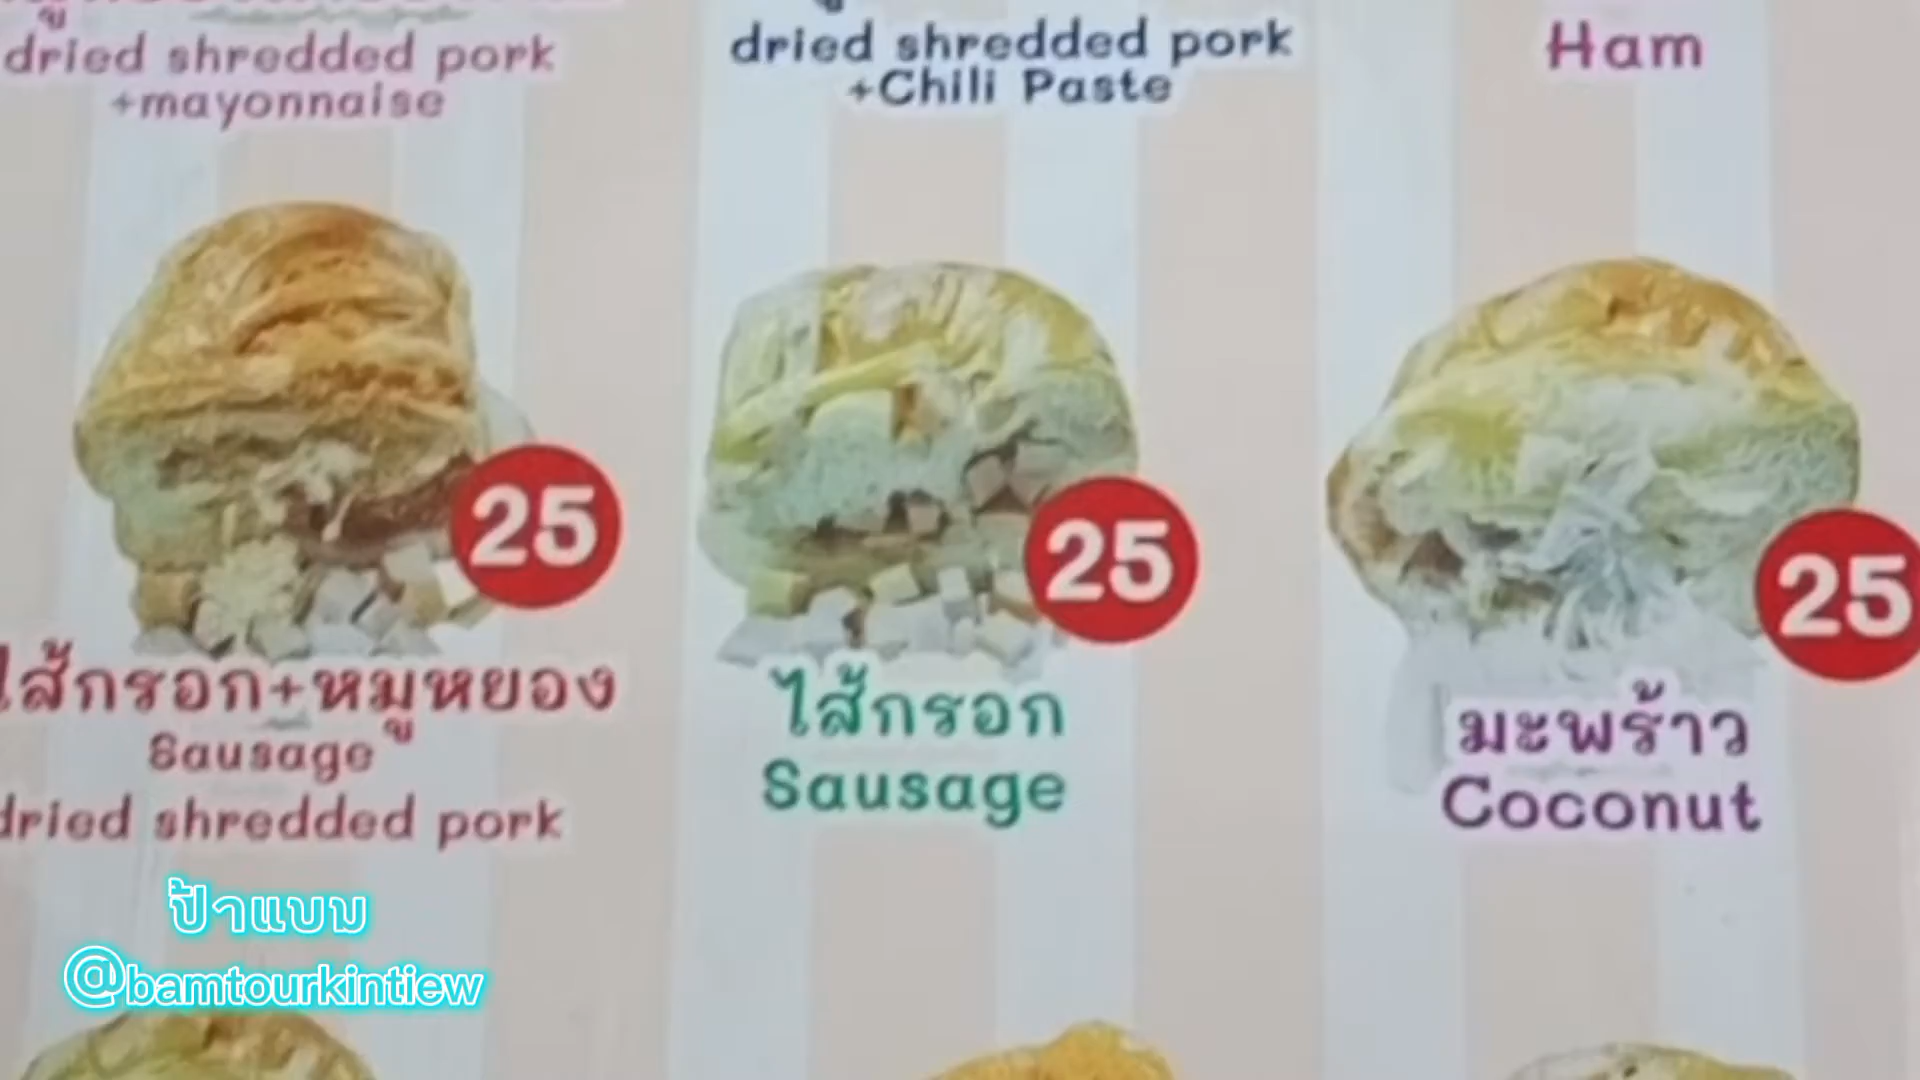 dried shredded pork
+mayonnaise
dried shredded pork
+Chili Paste
Ham
25
25
25
ไส้กรอก+หมูหยอง
Sausage
dried shredded pork
ไส้กรอก
Sausage
มะพร้าว
Coconut
ป้าแบม
@bamtourkintiew